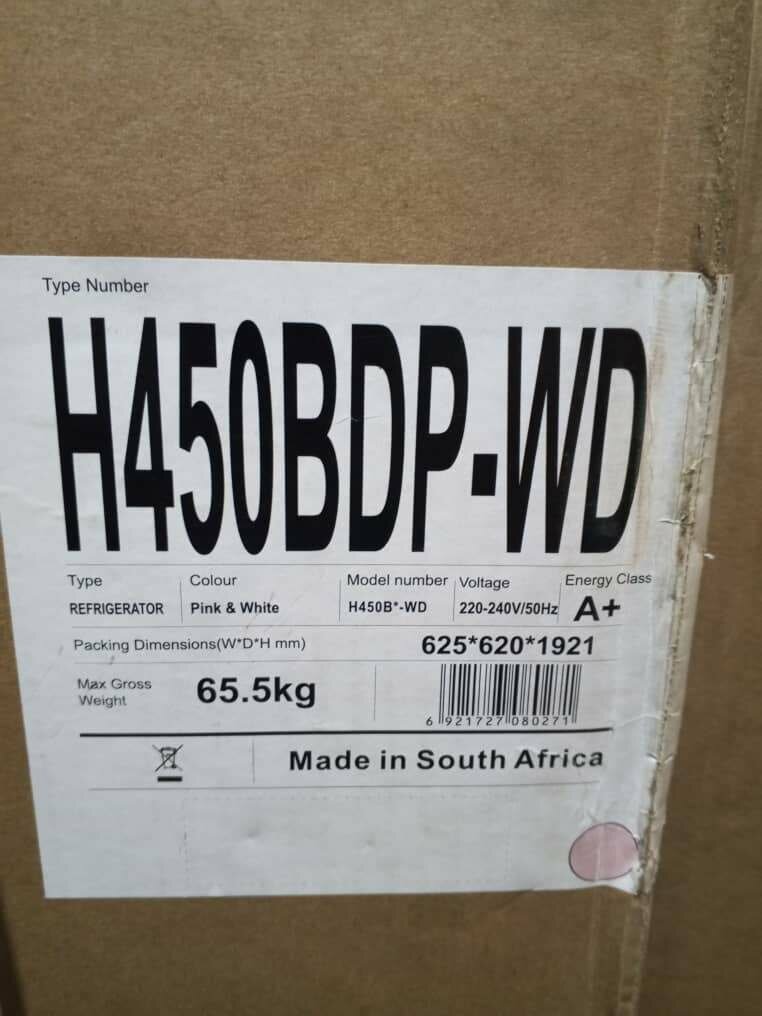 Type Number
H450BDP-WD
Type Colour Model number Voltage Energy Class
REFRIGERATOR Pink & White H450B*-WD 220-240V/50Hz A+
Packing Dimensions(W*D*H mm) 625*620*1921
Max Gross Weight 65.5kg
6 921727 080271
Made in South Africa